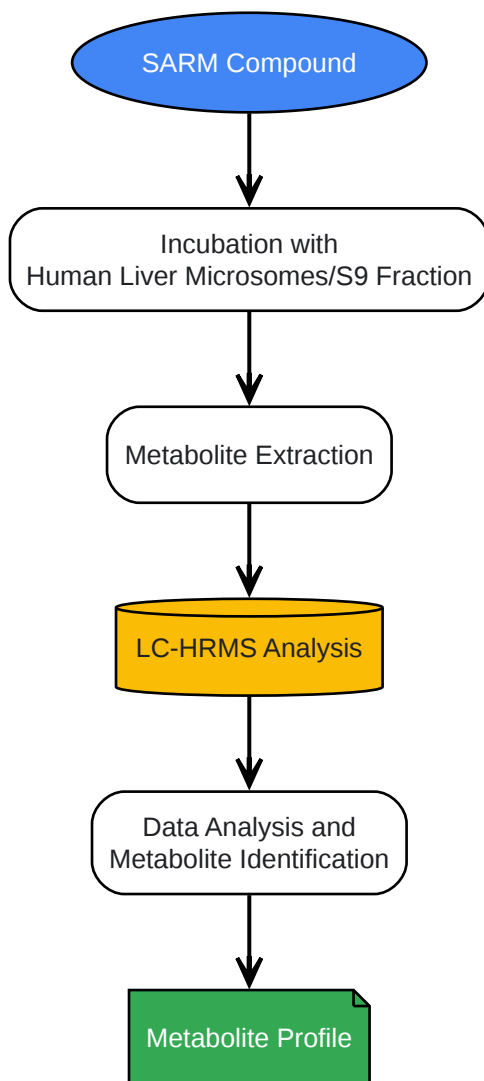 SARM Compound
Incubation with
Human Liver Microsomes/S9 Fraction
Metabolite Extraction
LC-HRMS Analysis
Data Analysis and
Metabolite Identification
Metabolite Profile